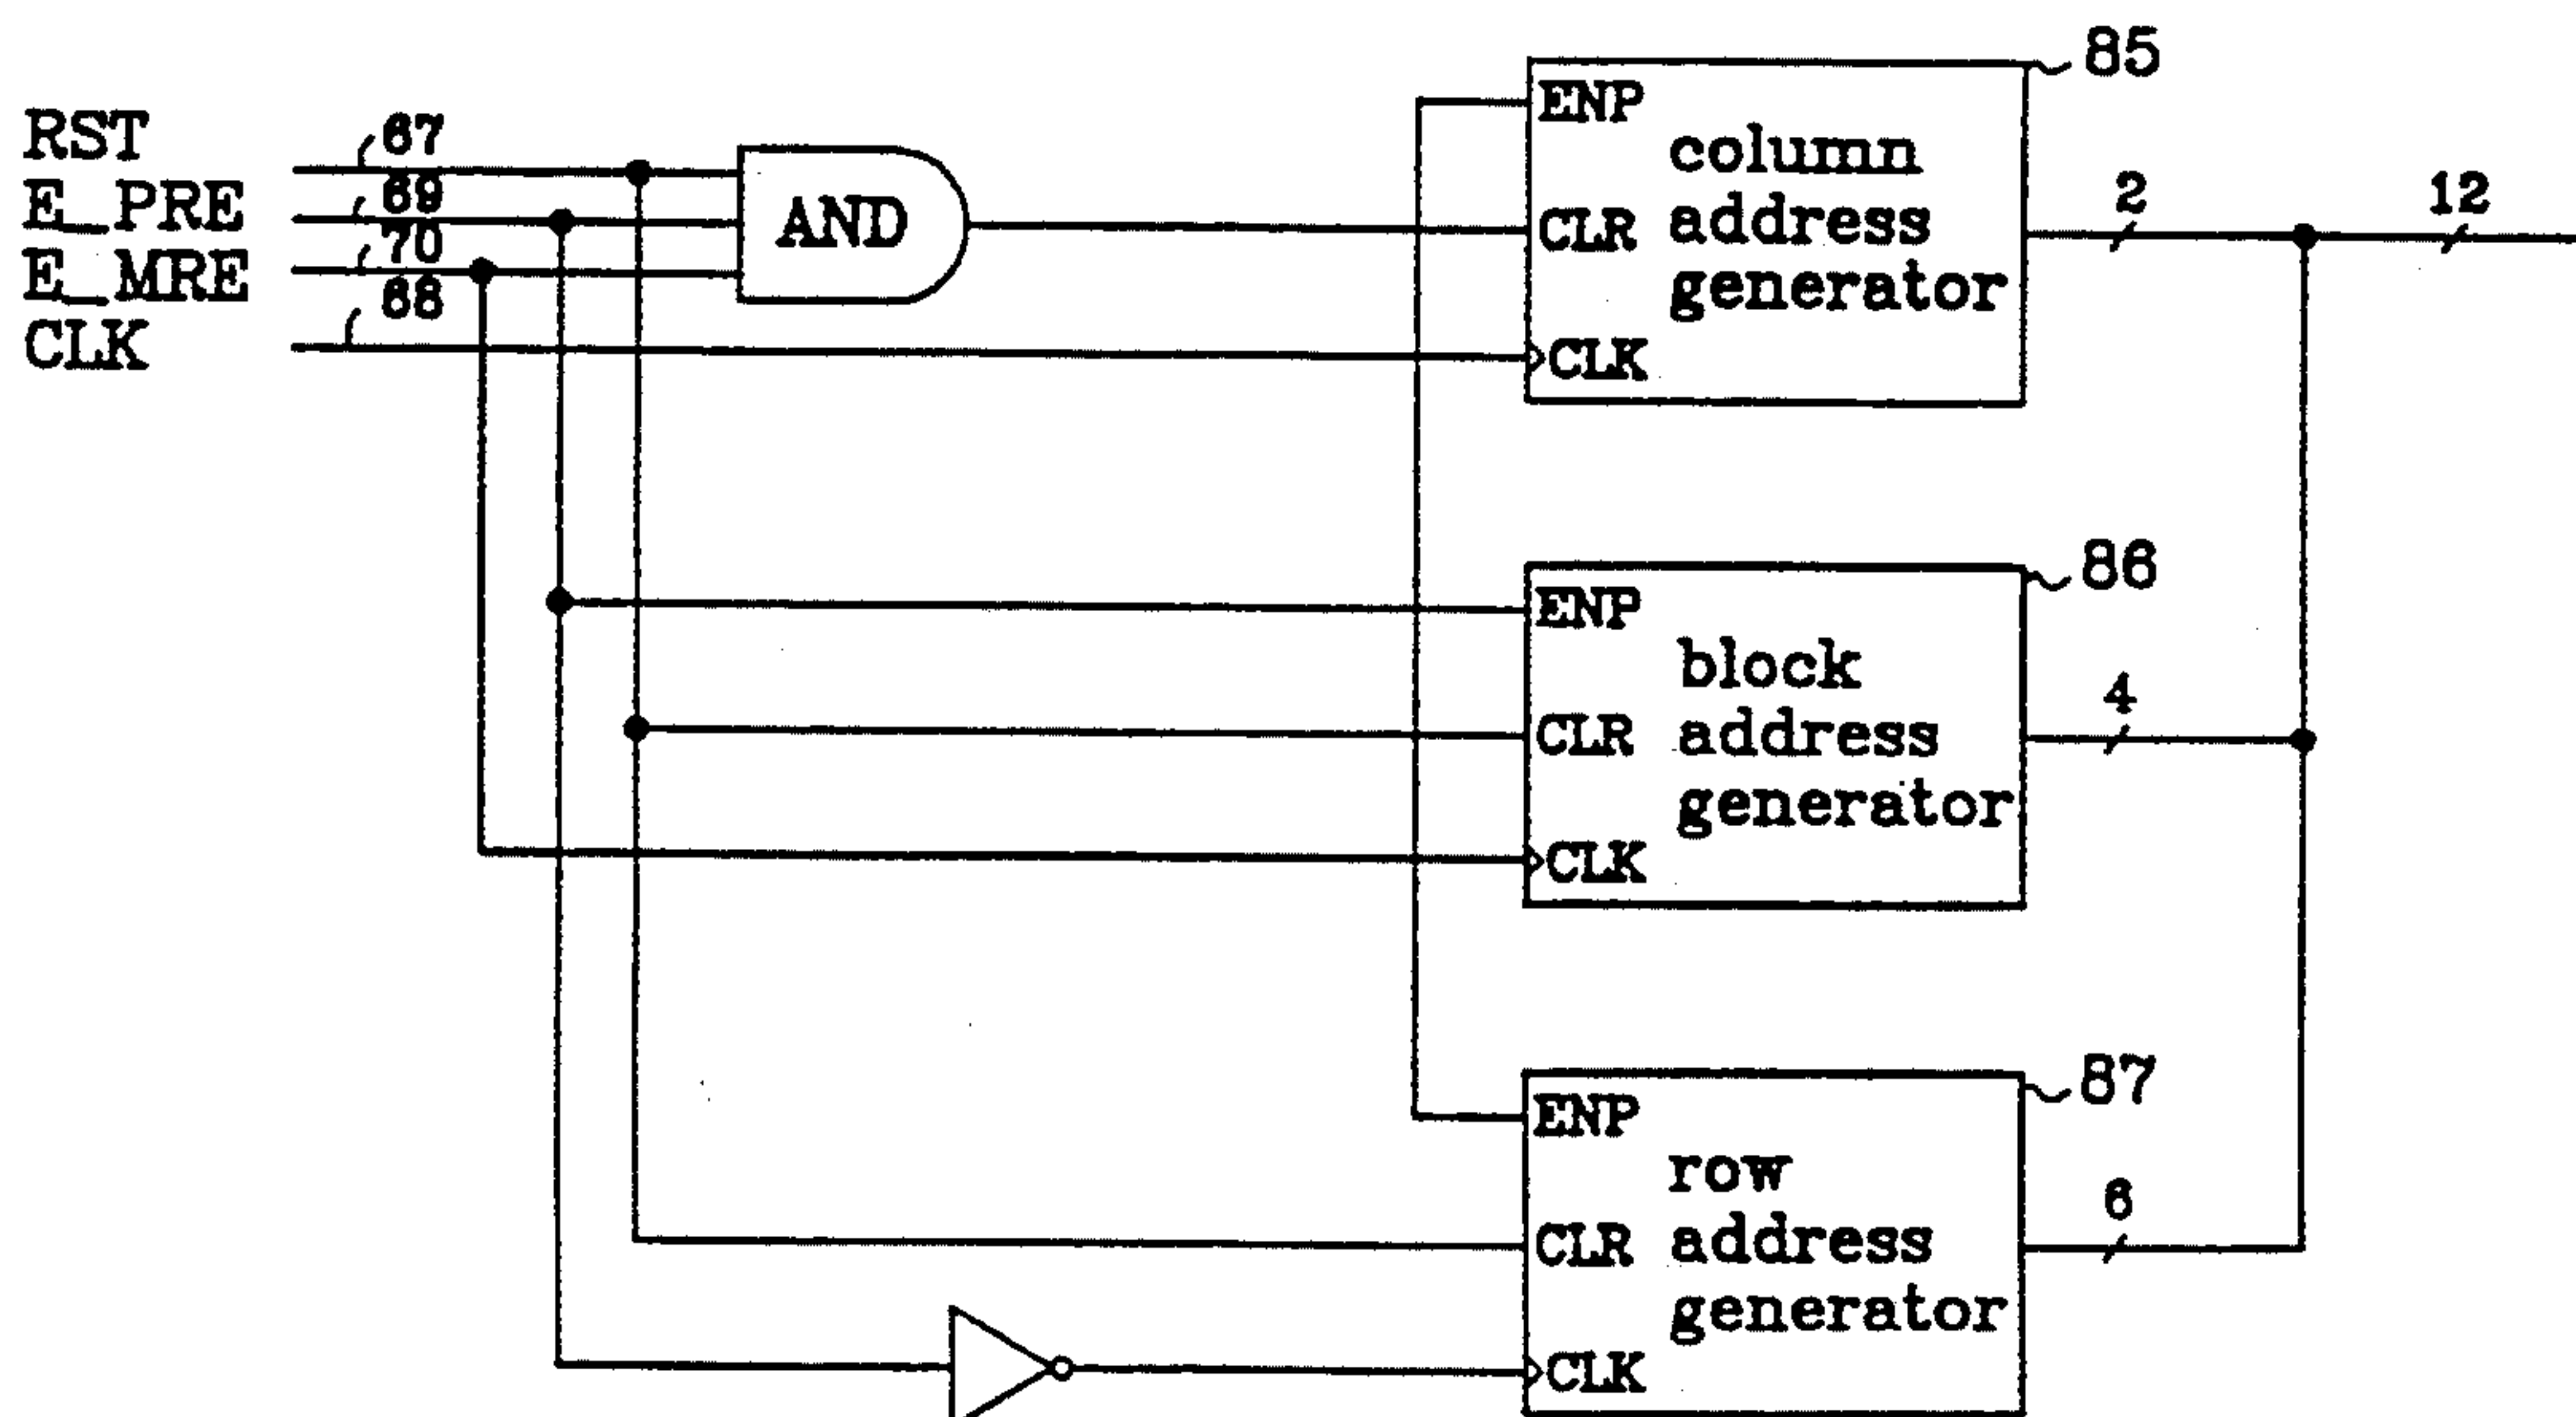 RST
67
E_PRE
69
E_MRE
70
CLK
68
AND
85
ENP
column
CLR address
generator
CLK
2
12
86
ENP
block
CLR address
generator
CLK
4
87
ENP
row
CLR address
generator
CLK
6